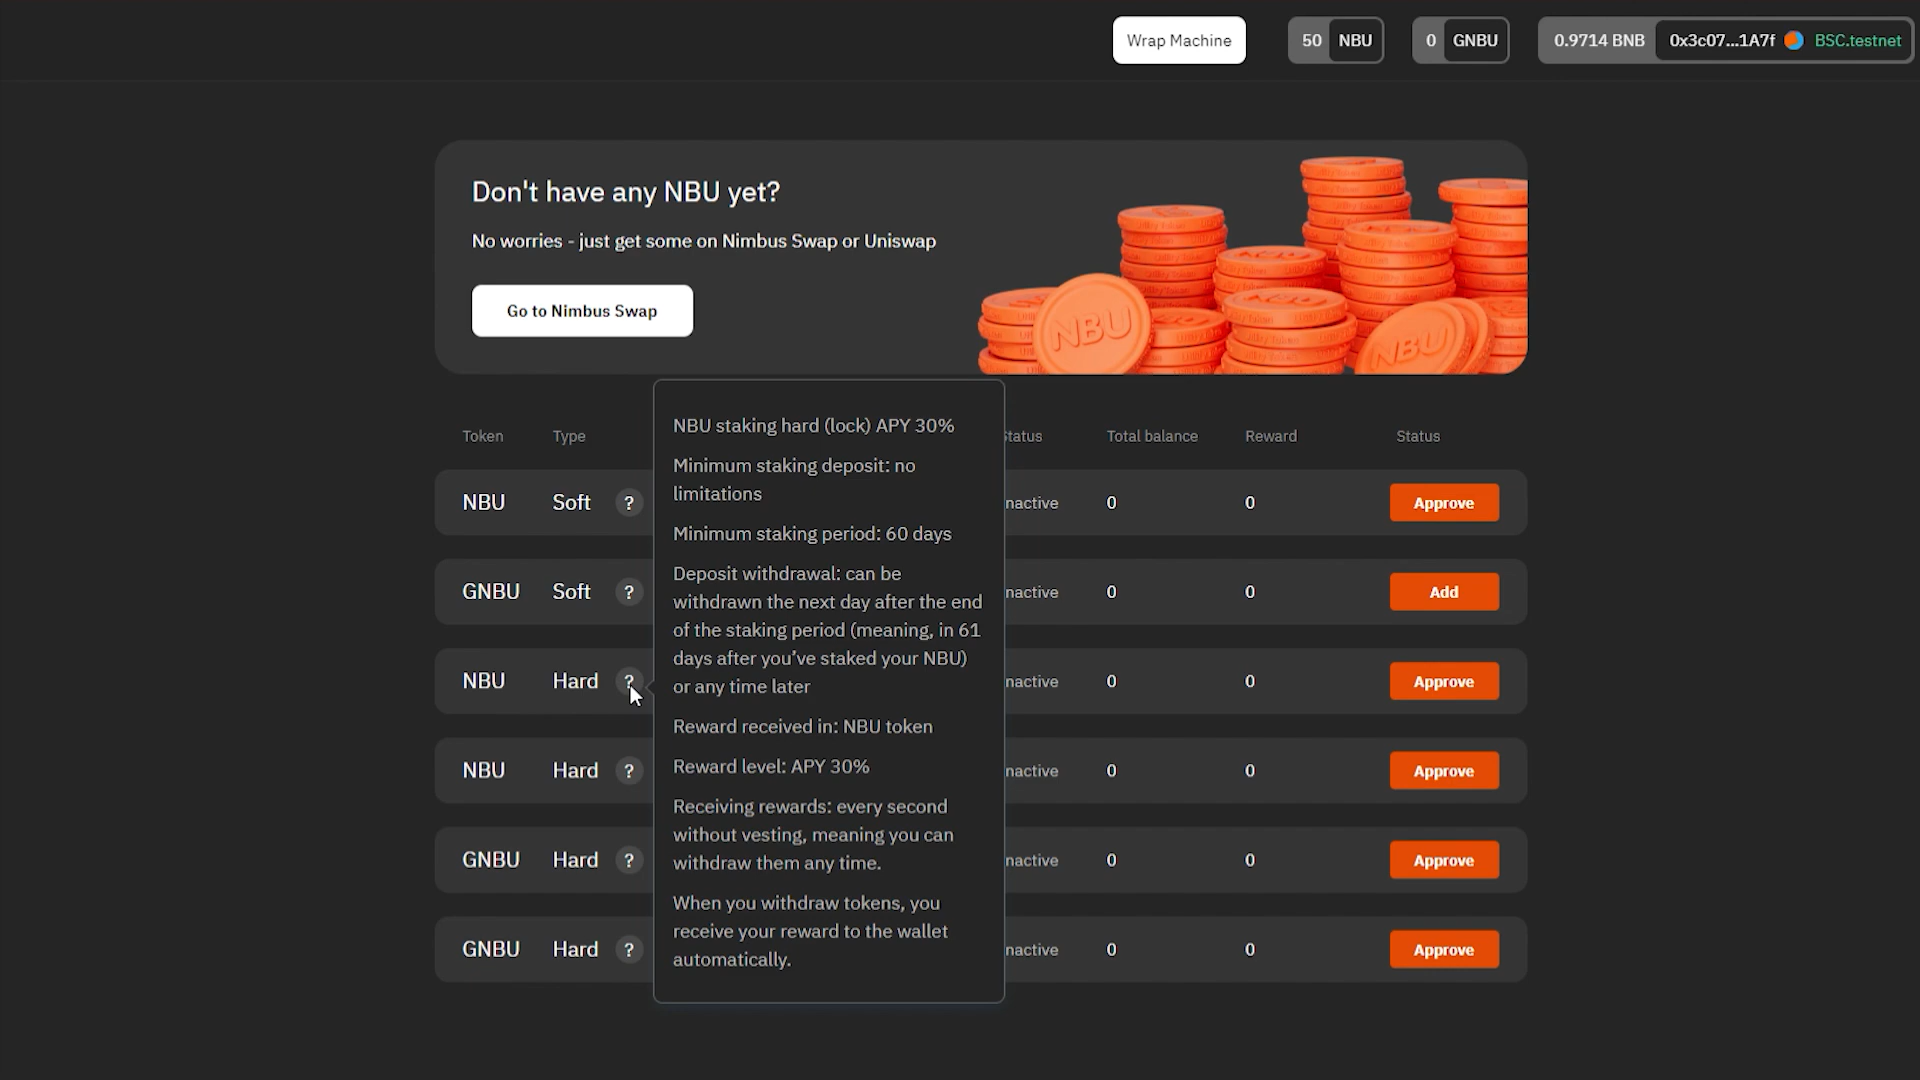 Wrap Machine
50 NBU
0 GNBU
0.9714 BNB
0x3c07...1A7f
BSC.testnet
Don't have any NBU yet?
No worries - just get some on Nimbus Swap or Uniswap
Go to Nimbus Swap
NBU
NBU
Token Type Status Total balance Reward Status
NBU Soft ? nactive 0 0 Approve
GNBU Soft ? nactive 0 0 Add
NBU Hard ? nactive 0 0 Approve
NBU Hard ? nactive 0 0 Approve
GNBU Hard ? nactive 0 0 Approve
GNBU Hard ? nactive 0 0 Approve
NBU staking hard (lock) APY 30%
Minimum staking deposit: no
limitations
Minimum staking period: 60 days
Deposit withdrawal: can be
withdrawn the next day after the end
of the staking period (meaning, in 61
days after you’ve staked your NBU)
or any time later
Reward received in: NBU token
Reward level: APY 30%
Receiving rewards: every second
without vesting, meaning you can
withdraw them any time.
When you withdraw tokens, you
receive your reward to the wallet
automatically.